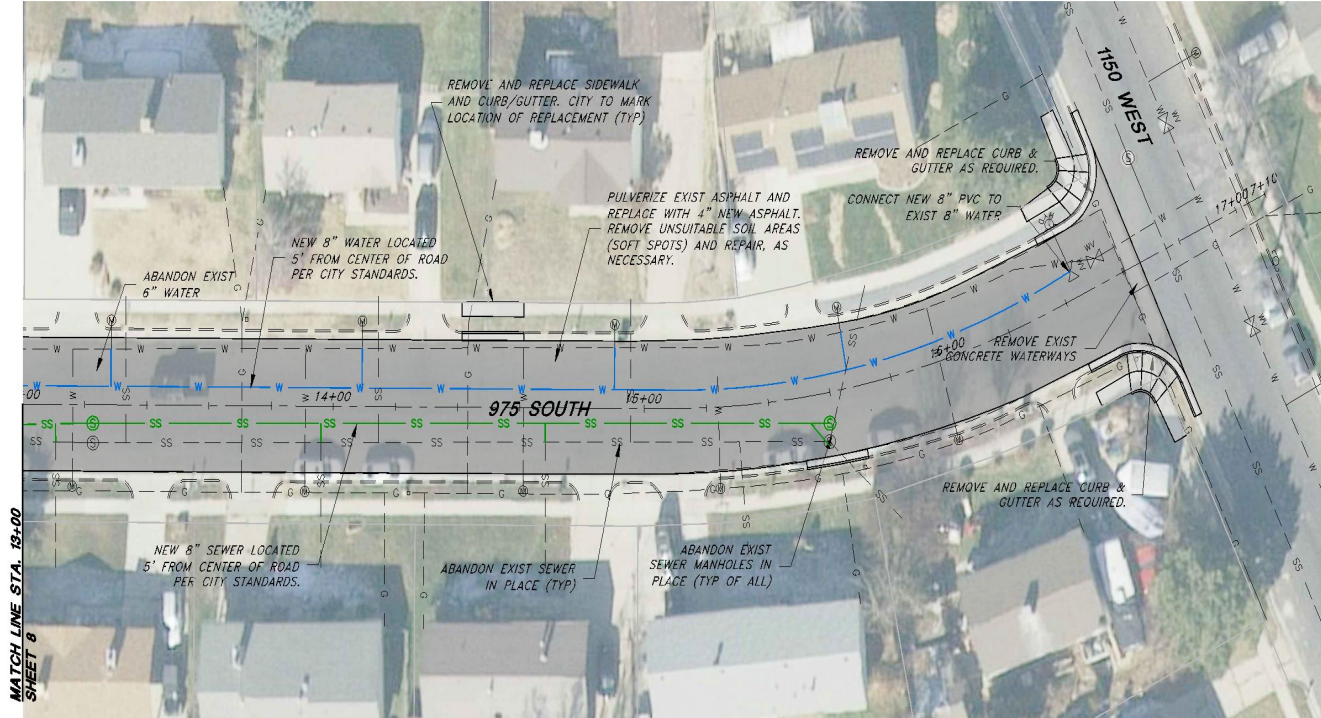 REMOVE AND REPLACE SIDEWALK
AND CURB/GUTTER. CITY TO MARK
LOCATION OF REPLACEMENT (TYP)
1150 WEST
REMOVE AND REPLACE CURB &
GUTTER AS REQUIRED.
CONNECT NEW 8" PVC TO
EXIST 8" WATER
17+00
17+10
PULVERIZE EXIST ASPHALT AND
REPLACE WITH 4" NEW ASPHALT.
REMOVE UNSUITABLE SOIL AREAS
(SOFT SPOTS) AND REPAIR, AS
NECESSARY.
NEW 8" WATER LOCATED
5' FROM CENTER OF ROAD
PER CITY STANDARDS.
ABANDON EXIST
6" WATER
REMOVE EXIST
CONCRETE WATERWAYS
16+00
14+00
15+00
975 SOUTH
REMOVE AND REPLACE CURB &
GUTTER AS REQUIRED.
NEW 8" SEWER LOCATED
5' FROM CENTER OF ROAD
PER CITY STANDARDS.
ABANDON EXIST SEWER
IN PLACE (TYP)
ABANDON EXIST
SEWER MANHOLES IN
PLACE (TYP OF ALL)
MATCH LINE STA. 13+00
SHEET 8